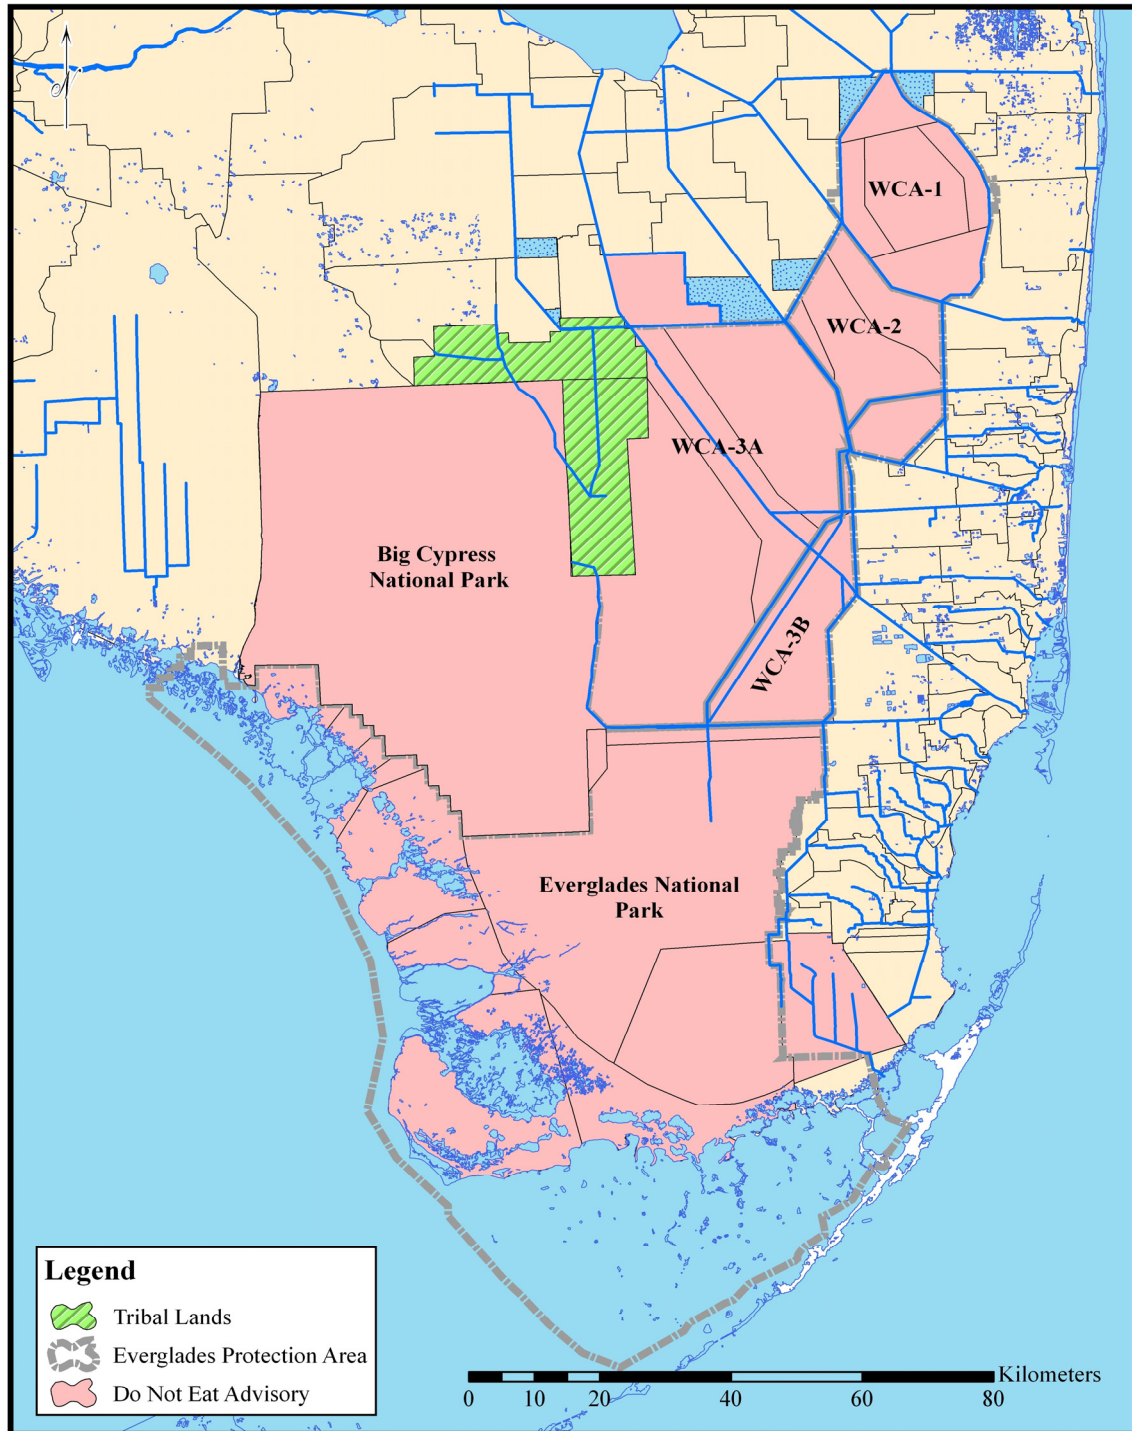 N
WCA-1
WCA-2
WCA-3A
Big Cypress
National Park
WCA-3B
Everglades National
Park
Legend
Tribal Lands
Everglades Protection Area
Do Not Eat Advisory
Kilometers
0 10 20 40 60 80